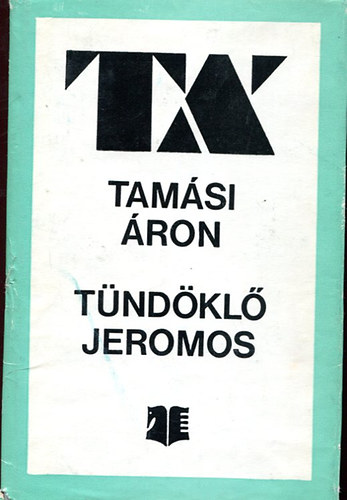 TÁ
TAMÁSI
ÁRON
TÜNDÖKLŐ
JEROMOS